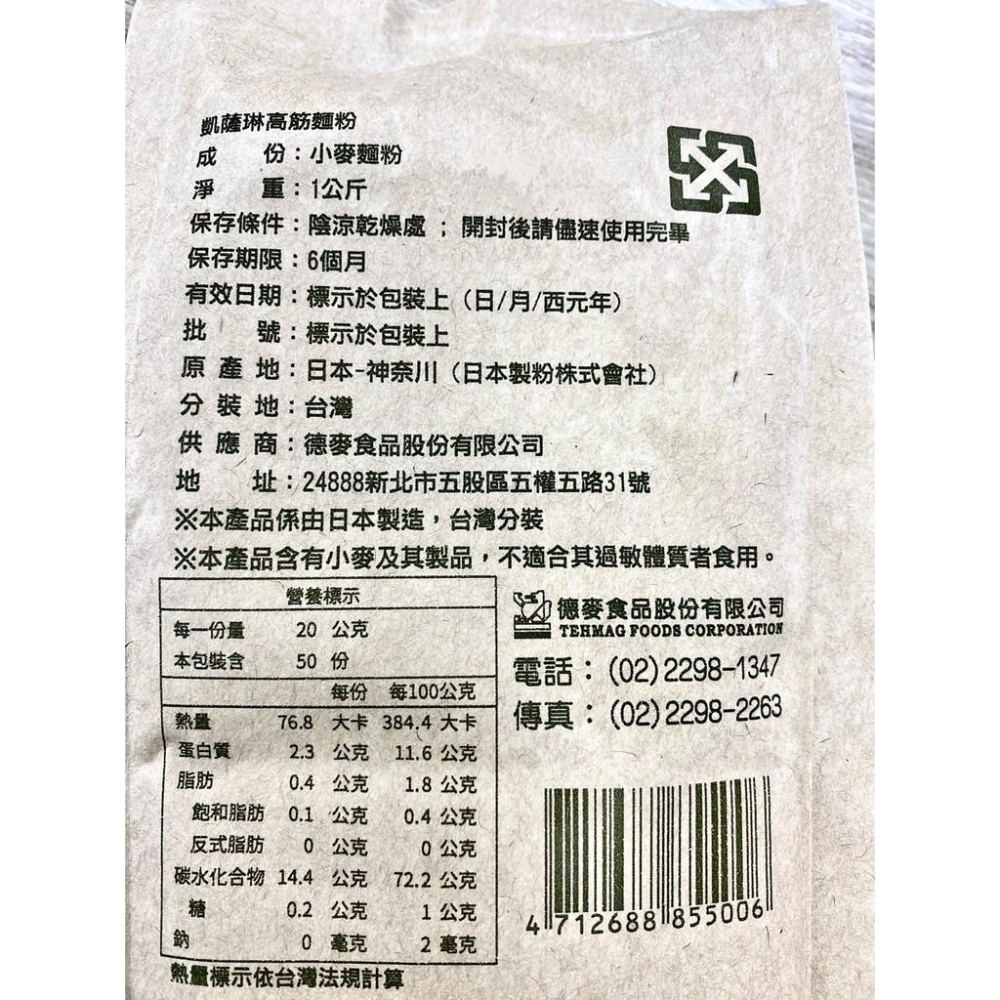 凱薩琳高筋麵粉
成份：小麥麵粉
淨重：1公斤
保存條件：陰涼乾燥處；開封後請儘速使用完畢
保存期限：6個月
有效日期：標示於包裝上（日/月/西元年）
批號：標示於包裝上
原產地：日本-神奈川（日本製粉株式會社）
分裝地：台灣
供應商：德麥食品股份有限公司
地址：24888新北市五股區五權五路31號
※本產品係由日本製造，台灣分裝
※本產品含有小麥及其製品，不適合其過敏體質者食用。
營養標示
每一份量 20 公克
本包裝含 50 份
每份 每100公克
熱量 76.8 大卡 384.4 大卡
蛋白質 2.3 公克 11.6 公克
脂肪 0.4 公克 1.8 公克
飽和脂肪 0.1 公克 0.4 公克
反式脂肪 0 公克 0 公克
碳水化合物 14.4 公克 72.2 公克
糖 0.2 公克 1 公克
鈉 0 毫克 2 毫克
熱量標示依台灣法規計算
德麥食品股份有限公司
TEHMAG FOODS CORPORATION
電話：(02)2298-1347
傳真：(02)2298-2263
4 712688 855006